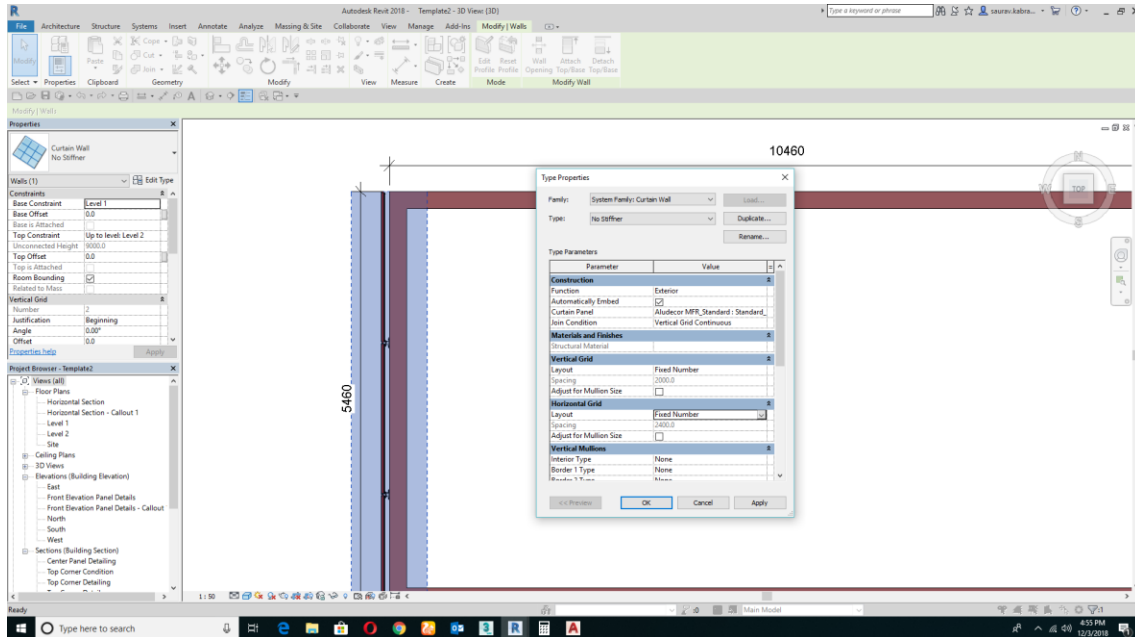 Autodesk Revit 2018 - Template2 - 3D View: {3D}
Type a keyword or phrase
saurav.kabra...
File Architecture Structure Systems Insert Annotate Analyze Massing & Site Collaborate View Manage Add-Ins Modify | Walls
Modify
Paste
Cope
Cut
Join
Edit Profile
Reset Profile
Wall Opening
Attach Top/Base
Detach Top/Base
Select Properties Clipboard Geometry Modify View Measure Create Mode Modify Wall
Modify | Walls
Properties
Curtain Wall
No Stiffner
Walls (1) Edit Type
Constraints
Base Constraint Level 1
Base Offset 0.0
Base is Attached
Top Constraint Up to level: Level 2
Unconnected Height 9000.0
Top Offset 0.0
Top is Attached
Room Bounding
Related to Mass
Vertical Grid
Number 2
Justification Beginning
Angle 0.00°
Offset 0.0
Properties help Apply
Project Browser - Template2
Views (all)
Floor Plans
Horizontal Section
Horizontal Section - Callout 1
Level 1
Level 2
Site
Ceiling Plans
3D Views
Elevations (Building Elevation)
East
Front Elevation Panel Details
Front Elevation Panel Details - Callout
North
South
West
Sections (Building Section)
Center Panel Detailing
Top Corner Condition
Top Corner Detailing
10460
5460
TOP
Type Properties
Family: System Family: Curtain Wall Load...
Type: No Stiffner Duplicate...
Rename...
Type Parameters
Parameter Value =
Construction
Function Exterior
Automatically Embed
Curtain Panel Aludecor MFR_Standard : Standard_
Join Condition Vertical Grid Continuous
Materials and Finishes
Structural Material
Vertical Grid
Layout Fixed Number
Spacing 2000.0
Adjust for Mullion Size
Horizontal Grid
Layout Fixed Number
Spacing 2400.0
Adjust for Mullion Size
Vertical Mullions
Interior Type None
Border 1 Type None
Border 2 Type None
<< Preview OK Cancel Apply
1 : 50
Ready
Main Model
Type here to search
4:55 PM
12/3/2018